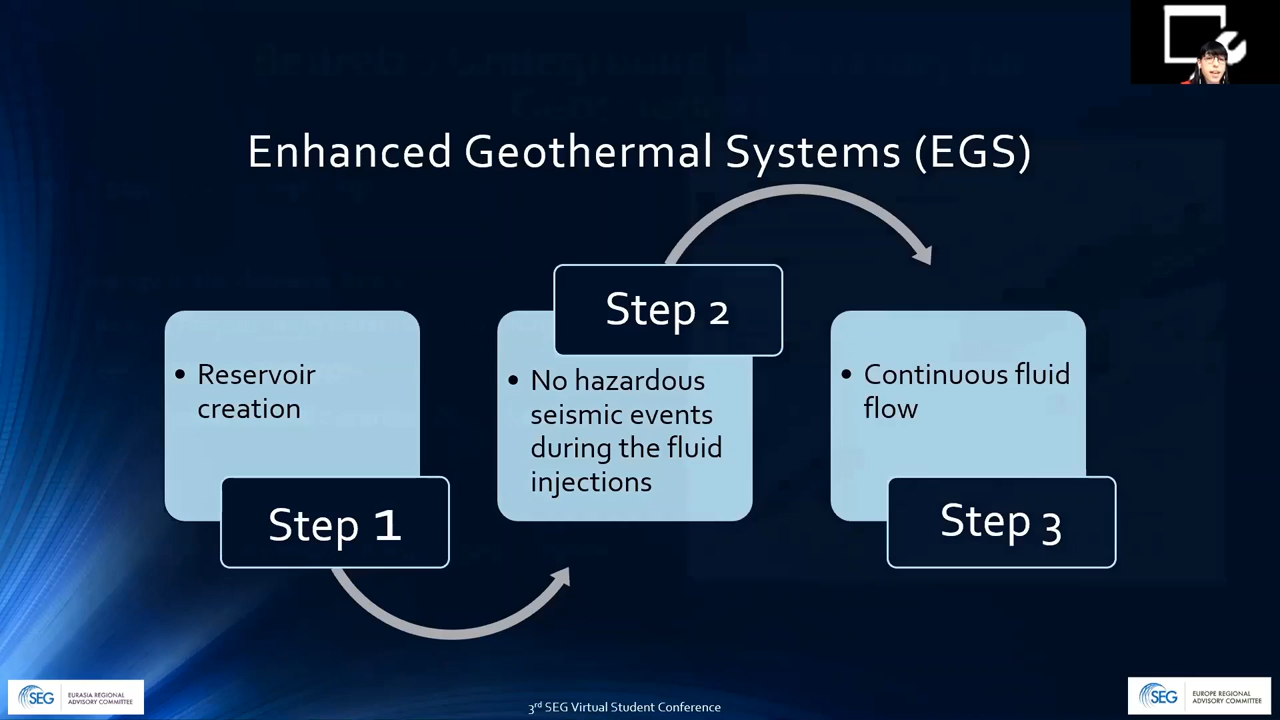 Enhanced Geothermal Systems (EGS)
• Reservoir
creation
Step 1
Step 2
• No hazardous
seismic events
during the fluid
injections
• Continuous fluid
flow
Step 3
SEG EURASIA REGIONAL
ADVISORY COMMITTEE
3rd SEG Virtual Student Conference
SEG EUROPE REGIONAL
ADVISORY COMMITTEE